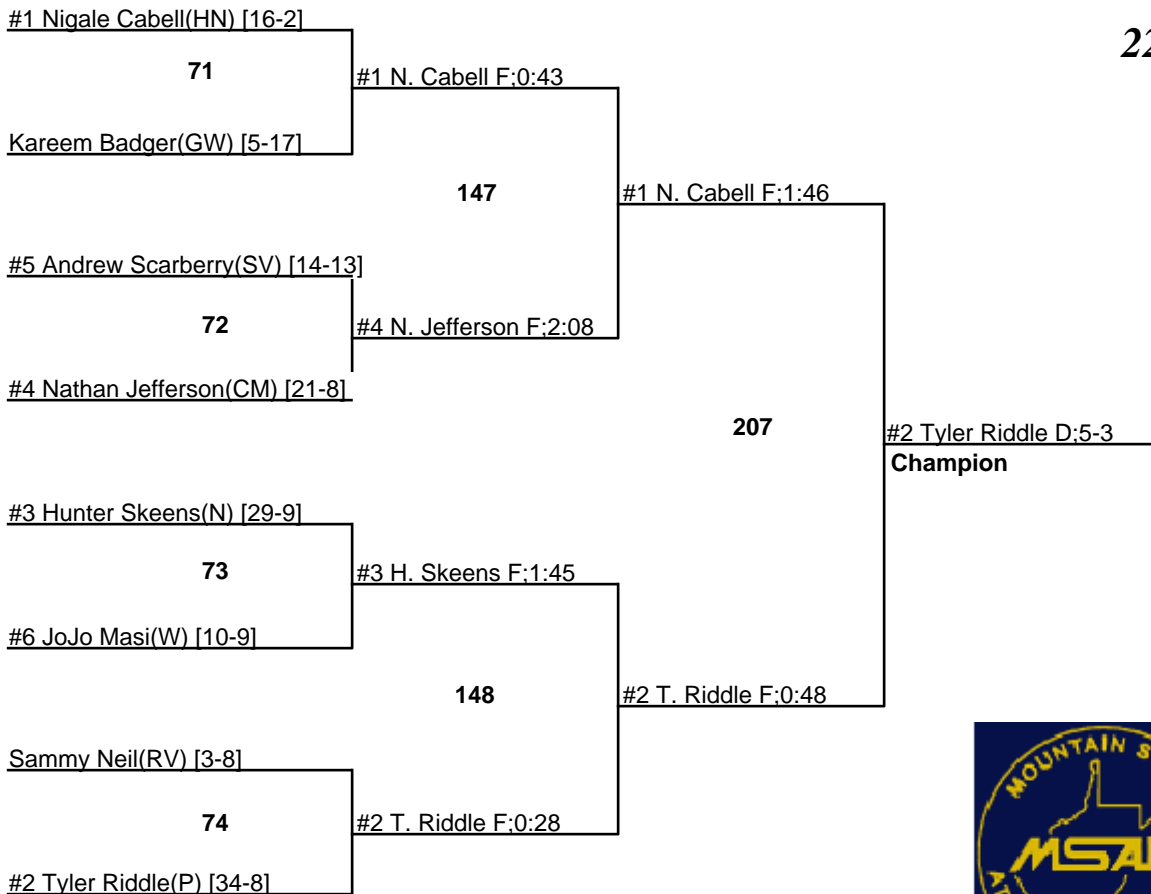 #1 Nigale Cabell(HN) [16-2]
22
71
#1 N. Cabell F;0:43
Kareem Badger(GW) [5-17]
147
#1 N. Cabell F;1:46
#5 Andrew Scarberry(SV) [14-13]
72
#4 N. Jefferson F;2:08
#4 Nathan Jefferson(CM) [21-8]
207
#2 Tyler Riddle D;5-3
Champion
#3 Hunter Skeens(N) [29-9]
73
#3 H. Skeens F;1:45
#6 JoJo Masi(W) [10-9]
148
#2 T. Riddle F;0:48
Sammy Neil(RV) [3-8]
74
#2 T. Riddle F;0:28
#2 Tyler Riddle(P) [34-8]
MOUNTAIN S
MSA